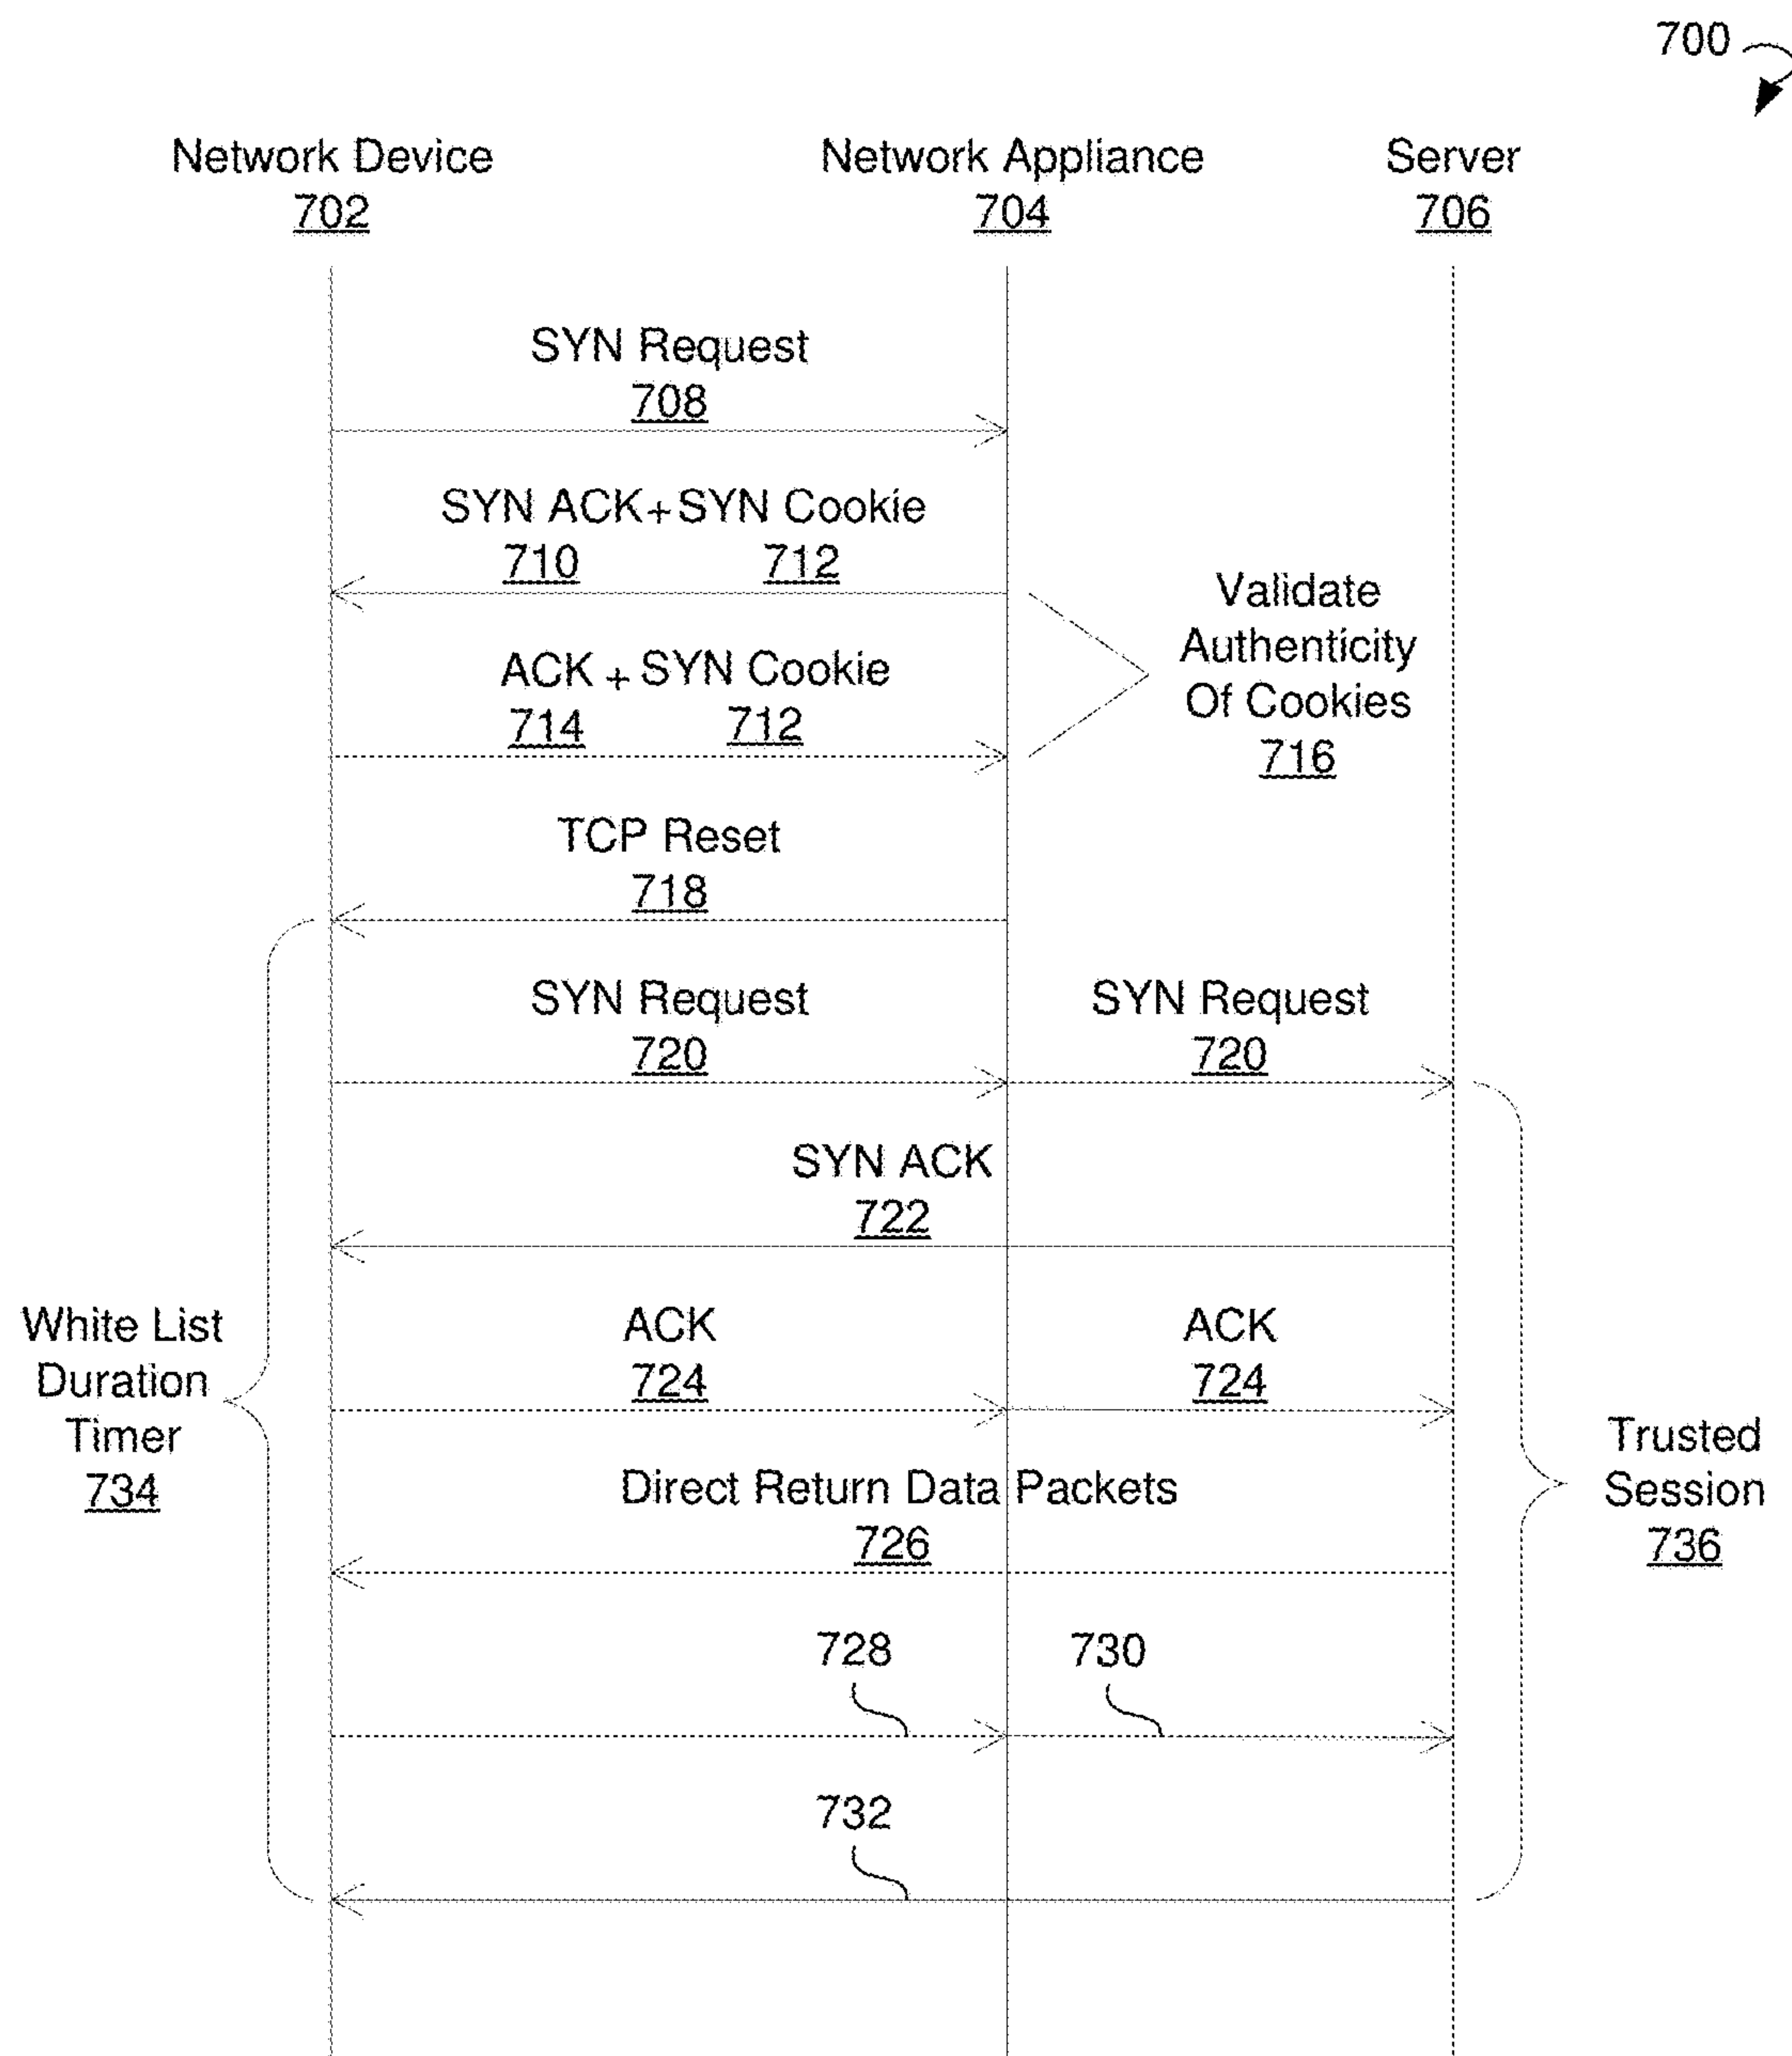 700
Network Device
702
Network Appliance
704
Server
706
SYN Request
708
SYN ACK + SYN Cookie
710 712
ACK + SYN Cookie
714 712
Validate
Authenticity
Of Cookies
716
TCP Reset
718
SYN Request
720
SYN Request
720
SYN ACK
722
White List
Duration
Timer
734
ACK
724
ACK
724
Direct Return Data Packets
726
Trusted
Session
736
728
730
732